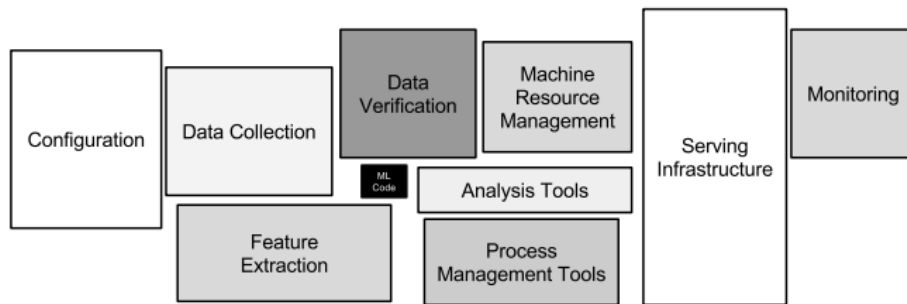 Configuration
Data Collection
Feature
Extraction
Data
Verification
ML
Code
Machine
Resource
Management
Analysis Tools
Process
Management Tools
Serving
Infrastructure
Monitoring